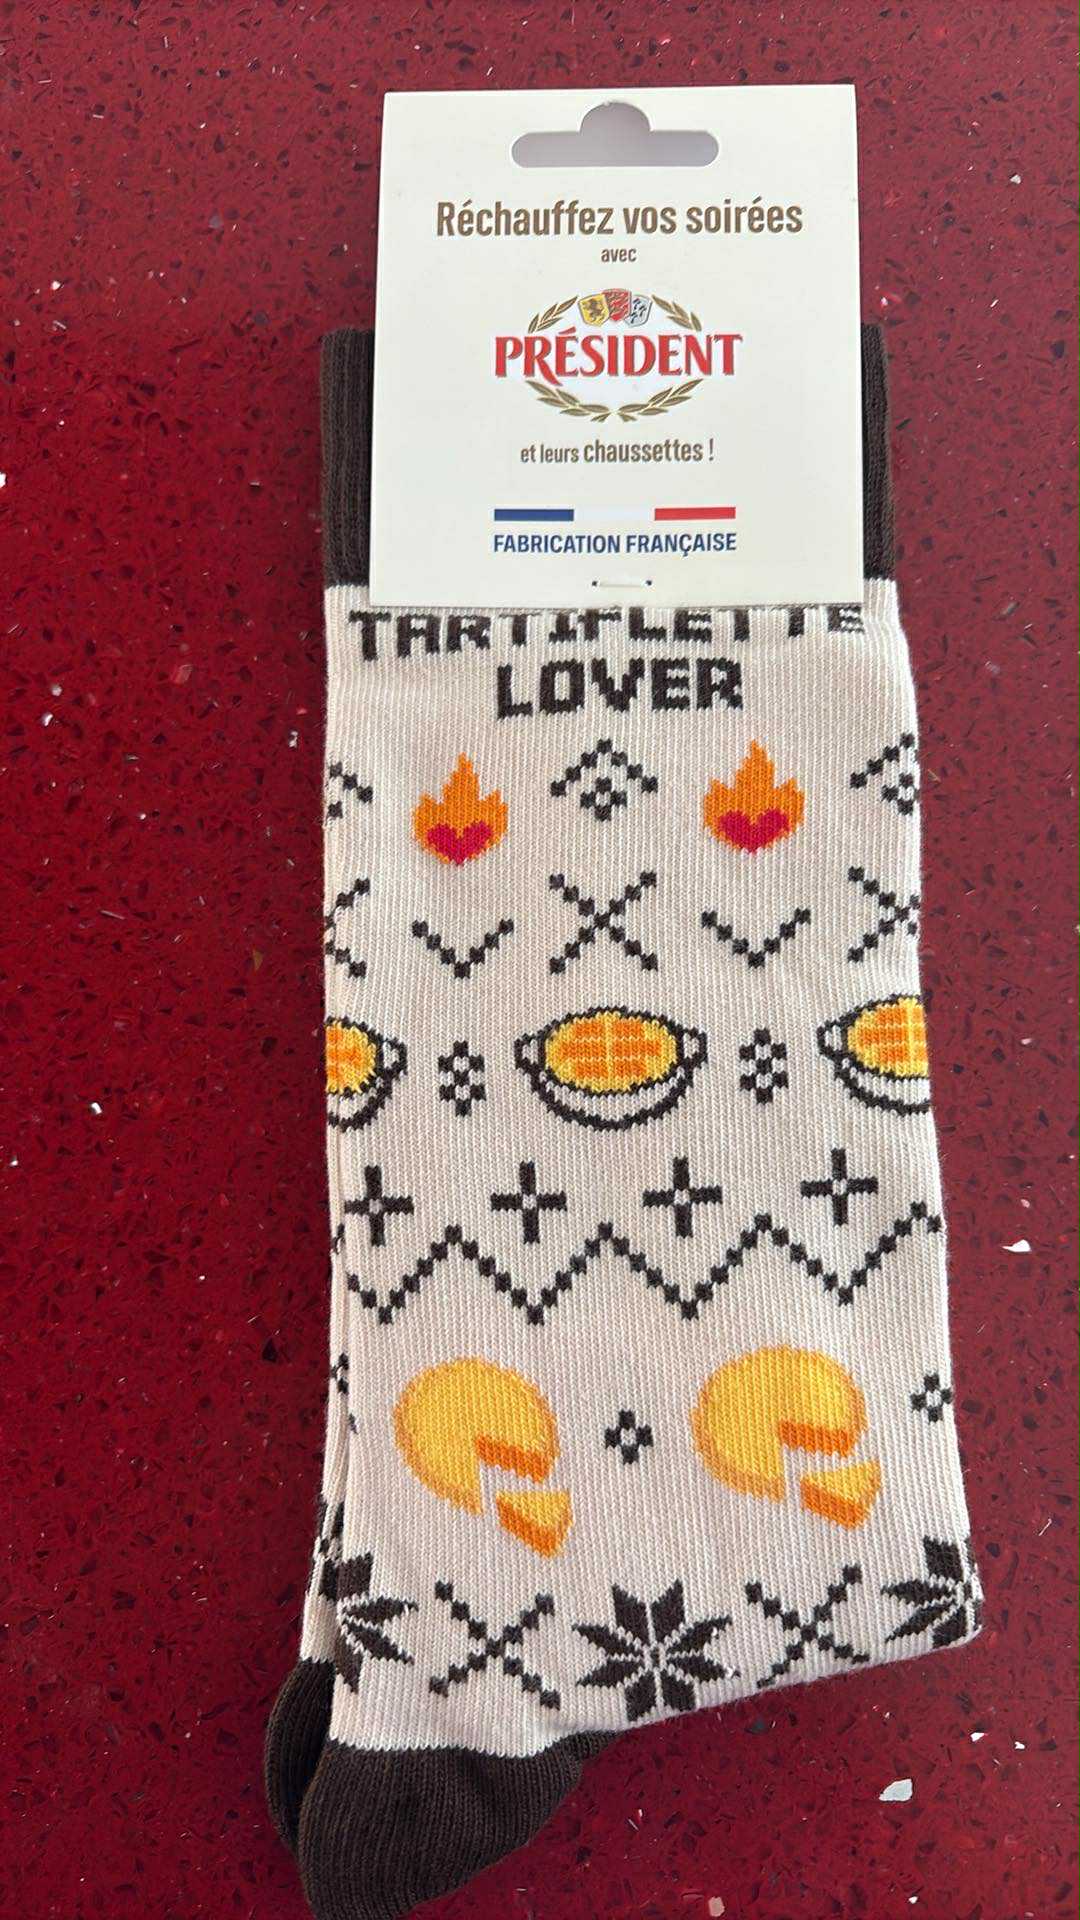 Réchauffez vos soirées
avec
PRÉSIDENT
et leurs chaussettes !
FABRICATION FRANÇAISE
TARTIFLETTE
LOVER